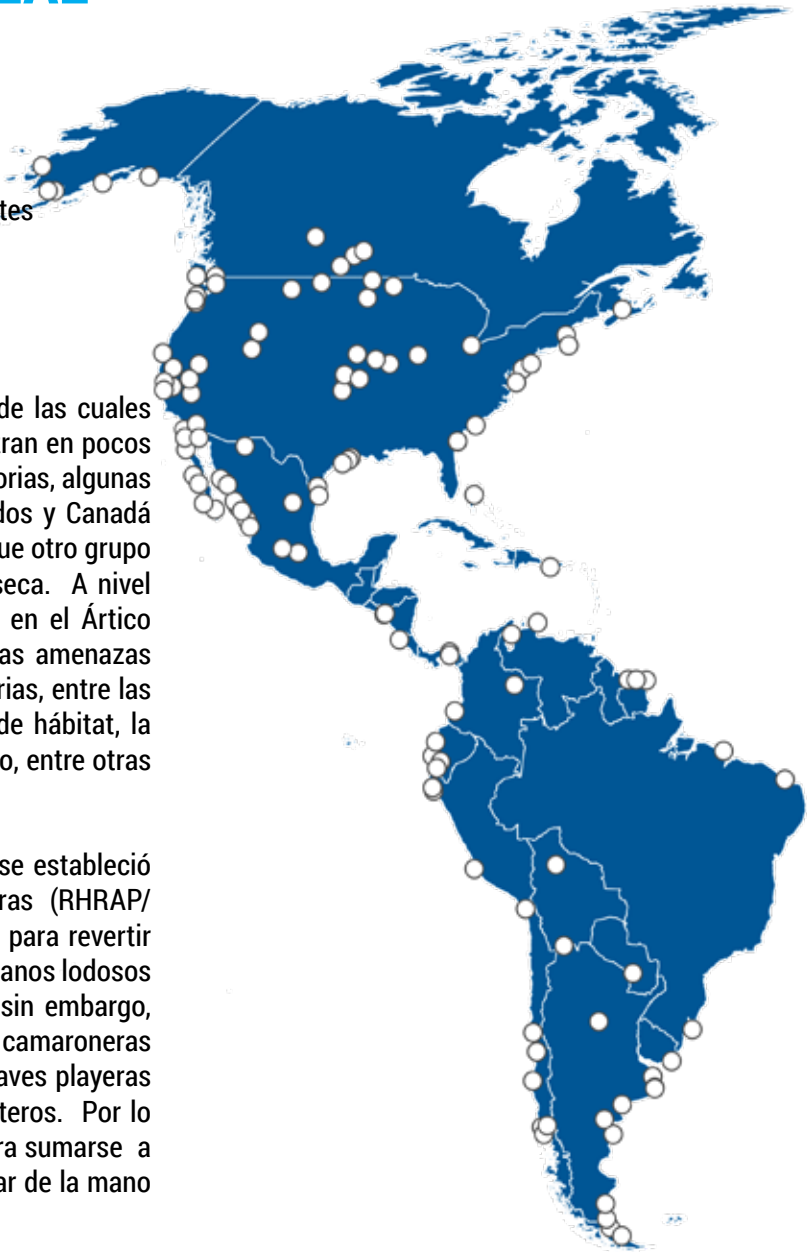 tes
de las cuales
tran en pocos
orias, algunas
dos y Canadá
ue otro grupo
seca. A nivel
en el Ártico
as amenazas
rias, entre las
de hábitat, la
o, entre otras
se estableció
ras (RHRAP/
para revertir
anos lodosos
sin embargo,
camaroneras
aves playeras
teros. Por lo
ra sumarse a
ar de la mano